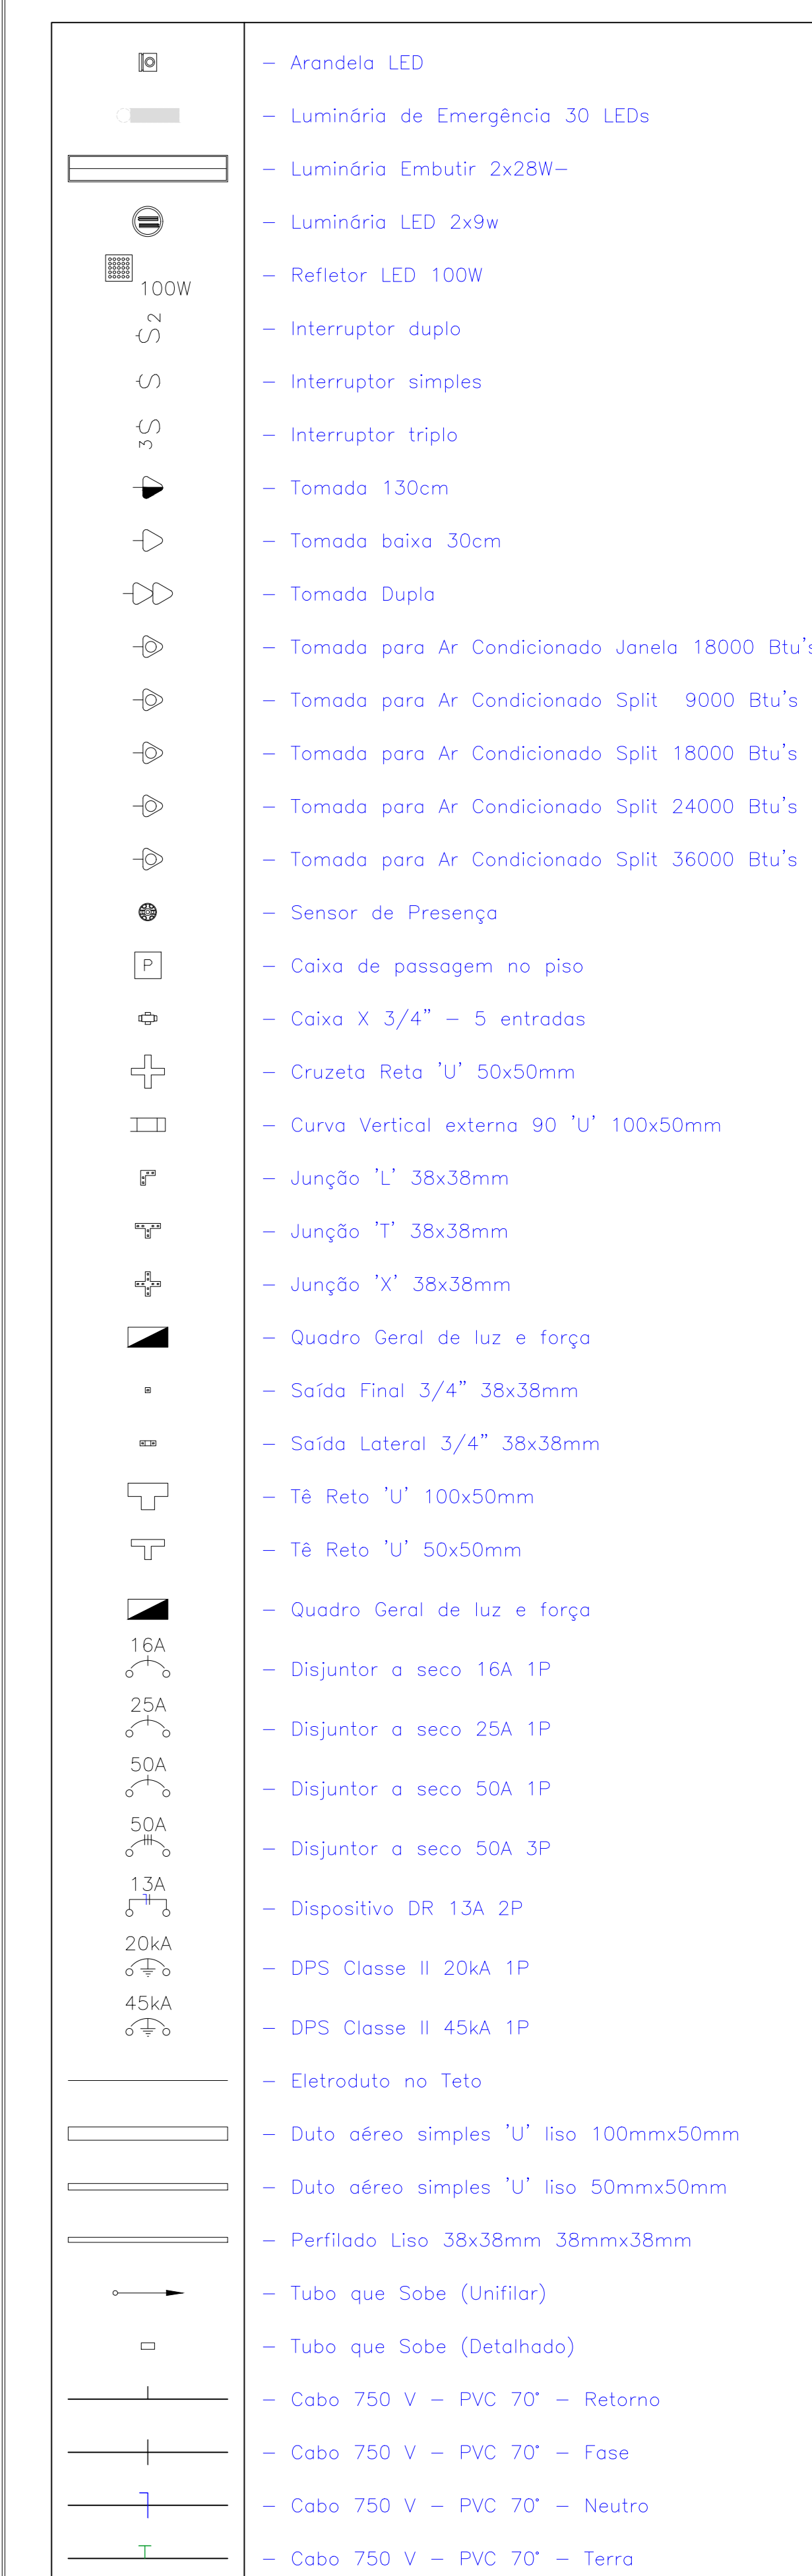 - Arandela LED
- Luminária de Emergência 30 LEDs
- Luminária Embutir 2x28W-
- Luminária LED 2x9w
- Refletor LED 100W
100W
2
S
- Interruptor duplo
S
- Interruptor simples
3 S
- Interruptor triplo
- Tomada 130cm
- Tomada baixa 30cm
- Tomada Dupla
- Tomada para Ar Condicionado Janela 18000 Btu's
- Tomada para Ar Condicionado Split 9000 Btu's
- Tomada para Ar Condicionado Split 18000 Btu's
- Tomada para Ar Condicionado Split 24000 Btu's
- Tomada para Ar Condicionado Split 36000 Btu's
- Sensor de Presença
P - Caixa de passagem no piso
- Caixa X 3/4" - 5 entradas
- Cruzeta Reta 'U' 50x50mm
- Curva Vertical externa 90 'U' 100x50mm
- Junção 'L' 38x38mm
- Junção 'T' 38x38mm
- Junção 'X' 38x38mm
- Quadro Geral de luz e força
- Saída Final 3/4" 38x38mm
- Saída Lateral 3/4" 38x38mm
- Tê Reto 'U' 100x50mm
- Tê Reto 'U' 50x50mm
- Quadro Geral de luz e força
16A
- Disjuntor a seco 16A 1P
25A
- Disjuntor a seco 25A 1P
50A
- Disjuntor a seco 50A 1P
50A
- Disjuntor a seco 50A 3P
13A
- Dispositivo DR 13A 2P
20kA
- DPS Classe II 20kA 1P
45kA
- DPS Classe II 45kA 1P
- Eletroduto no Teto
- Duto aéreo simples 'U' liso 100mmx50mm
- Duto aéreo simples 'U' liso 50mmx50mm
- Perfilado Liso 38x38mm 38mmx38mm
- Tubo que Sobe (Unifilar)
- Tubo que Sobe (Detalhado)
- Cabo 750 V - PVC 70° - Retorno
- Cabo 750 V - PVC 70° - Fase
- Cabo 750 V - PVC 70° - Neutro
- Cabo 750 V - PVC 70° - Terra